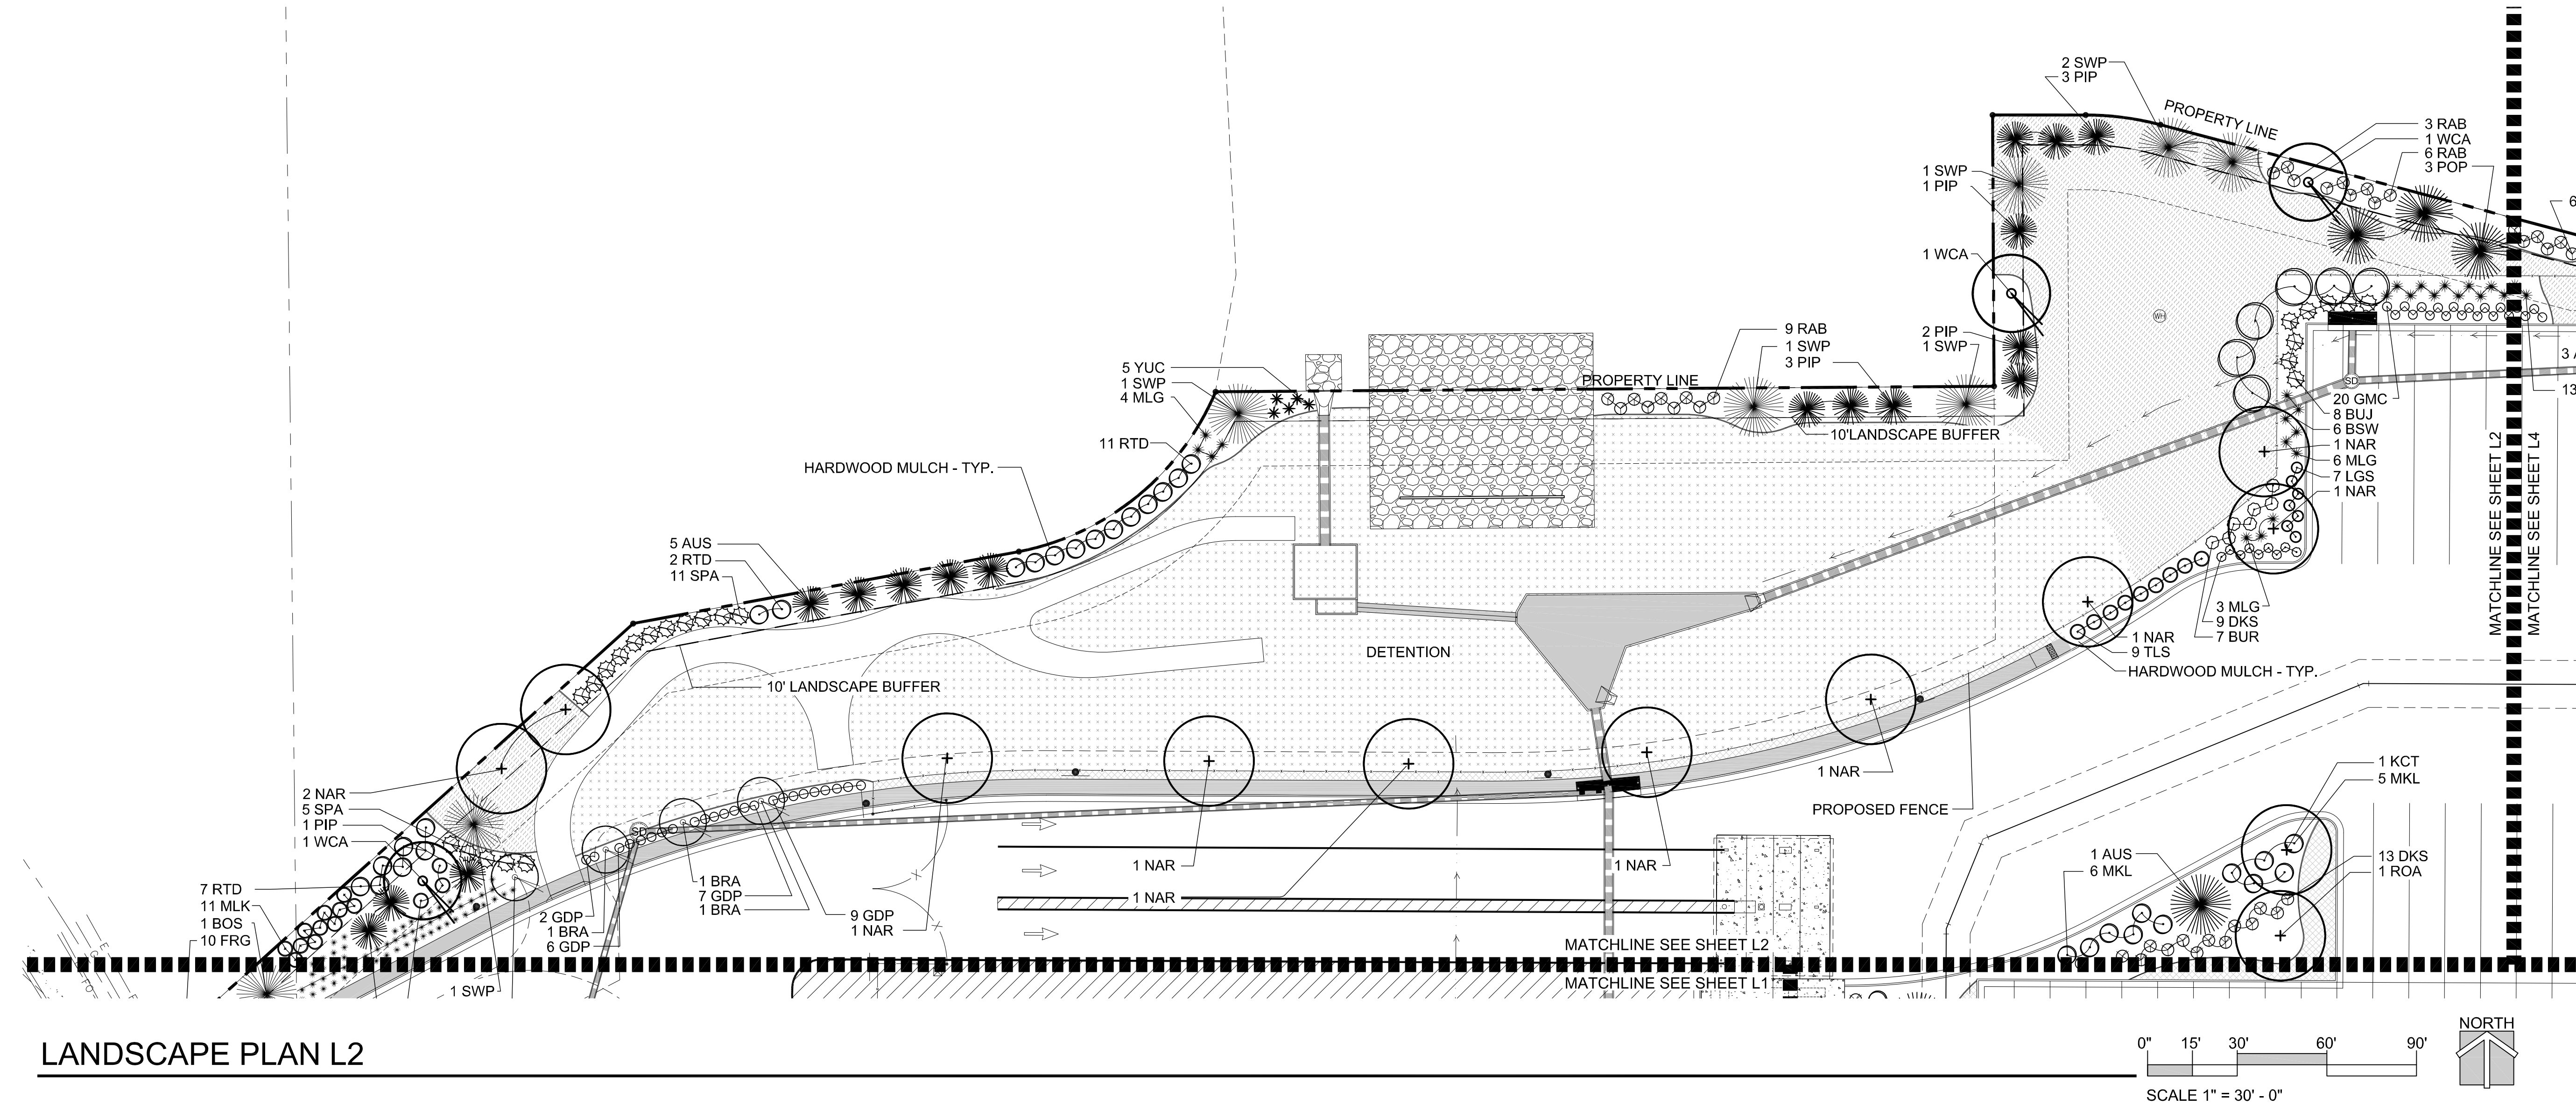 2 SWP
3 PIP
PROPERTY LINE
3 RAB
1 WCA
6 RAB
3 POP
1 SWP
1 PIP
6
1 WCA
WH
2 PIP
1 SWP
9 RAB
1 SWP
3 PIP
PROPERTY LINE
10'LANDSCAPE BUFFER
5 YUC
1 SWP
4 MLG
11 RTD
HARDWOOD MULCH - TYP.
3 A
SD
13
20 GMC
8 BUJ
6 BSW
1 NAR
6 MLG
7 LGS
1 NAR
MATCHLINE SEE SHEET L2
MATCHLINE SEE SHEET L4
5 AUS
2 RTD
11 SPA
3 MLG
9 DKS
7 BUR
1 NAR
9 TLS
HARDWOOD MULCH - TYP.
DETENTION
10' LANDSCAPE BUFFER
1 NAR
PROPOSED FENCE
2 NAR
5 SPA
1 PIP
1 WCA
SD
7 RTD
11 MLK
1 BOS
10 FRG
1 BRA
7 GDP
1 BRA
2 GDP
1 BRA
6 GDP
9 GDP
1 NAR
1 NAR
1 NAR
1 NAR
1 KCT
5 MKL
1 AUS
6 MKL
13 DKS
1 ROA
MATCHLINE SEE SHEET L2
MATCHLINE SEE SHEET L1
1 SWP
LANDSCAPE PLAN L2
0" 15' 30' 60' 90'
SCALE 1" = 30' - 0"
NORTH